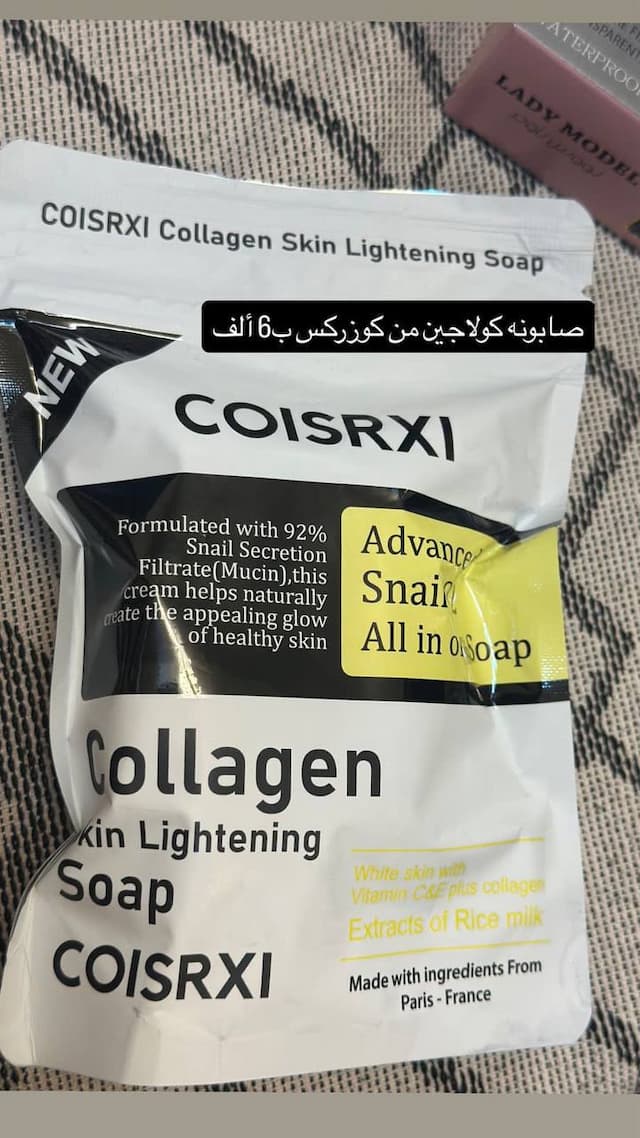 WATERPROOF
LADY MODEL
COISRXI Collagen Skin Lightening Soap
صابونه كولاجين من كوزركس ب6 ألف
NEW
COISRXI
Formulated with 92%
Snail Secretion
Filtrate(Mucin),this
cream helps naturally
create the appealing glow
of healthy skin
Advance
Snail
All in o Soap
Collagen
kin Lightening
Soap
COISRXI
White skin with
Vitamin C&E plus collagen
Extracts of Rice milk
Made with ingredients From
Paris - France